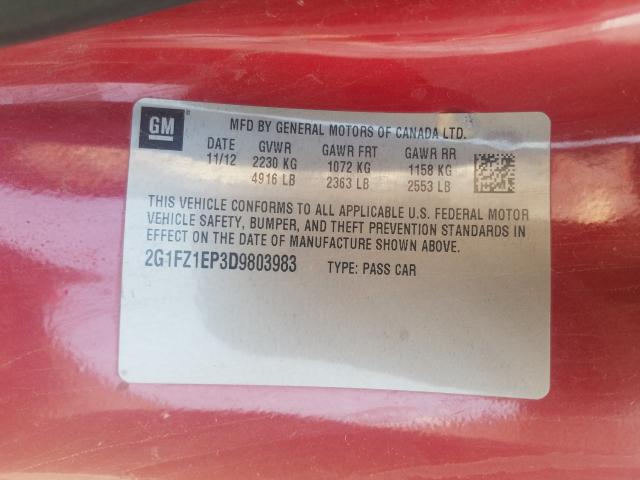 GM
MFD BY GENERAL MOTORS OF CANADA LTD.
DATE GVWR GAWR FRT GAWR RR
11/12 2230 KG 1072 KG 1158 KG
4916 LB 2363 LB 2553 LB
THIS VEHICLE CONFORMS TO ALL APPLICABLE U.S. FEDERAL MOTOR
VEHICLE SAFETY, BUMPER, AND THEFT PREVENTION STANDARDS IN
EFFECT ON THE DATE OF MANUFACTURE SHOWN ABOVE.
2G1FZ1EP3D9803983 TYPE: PASS CAR